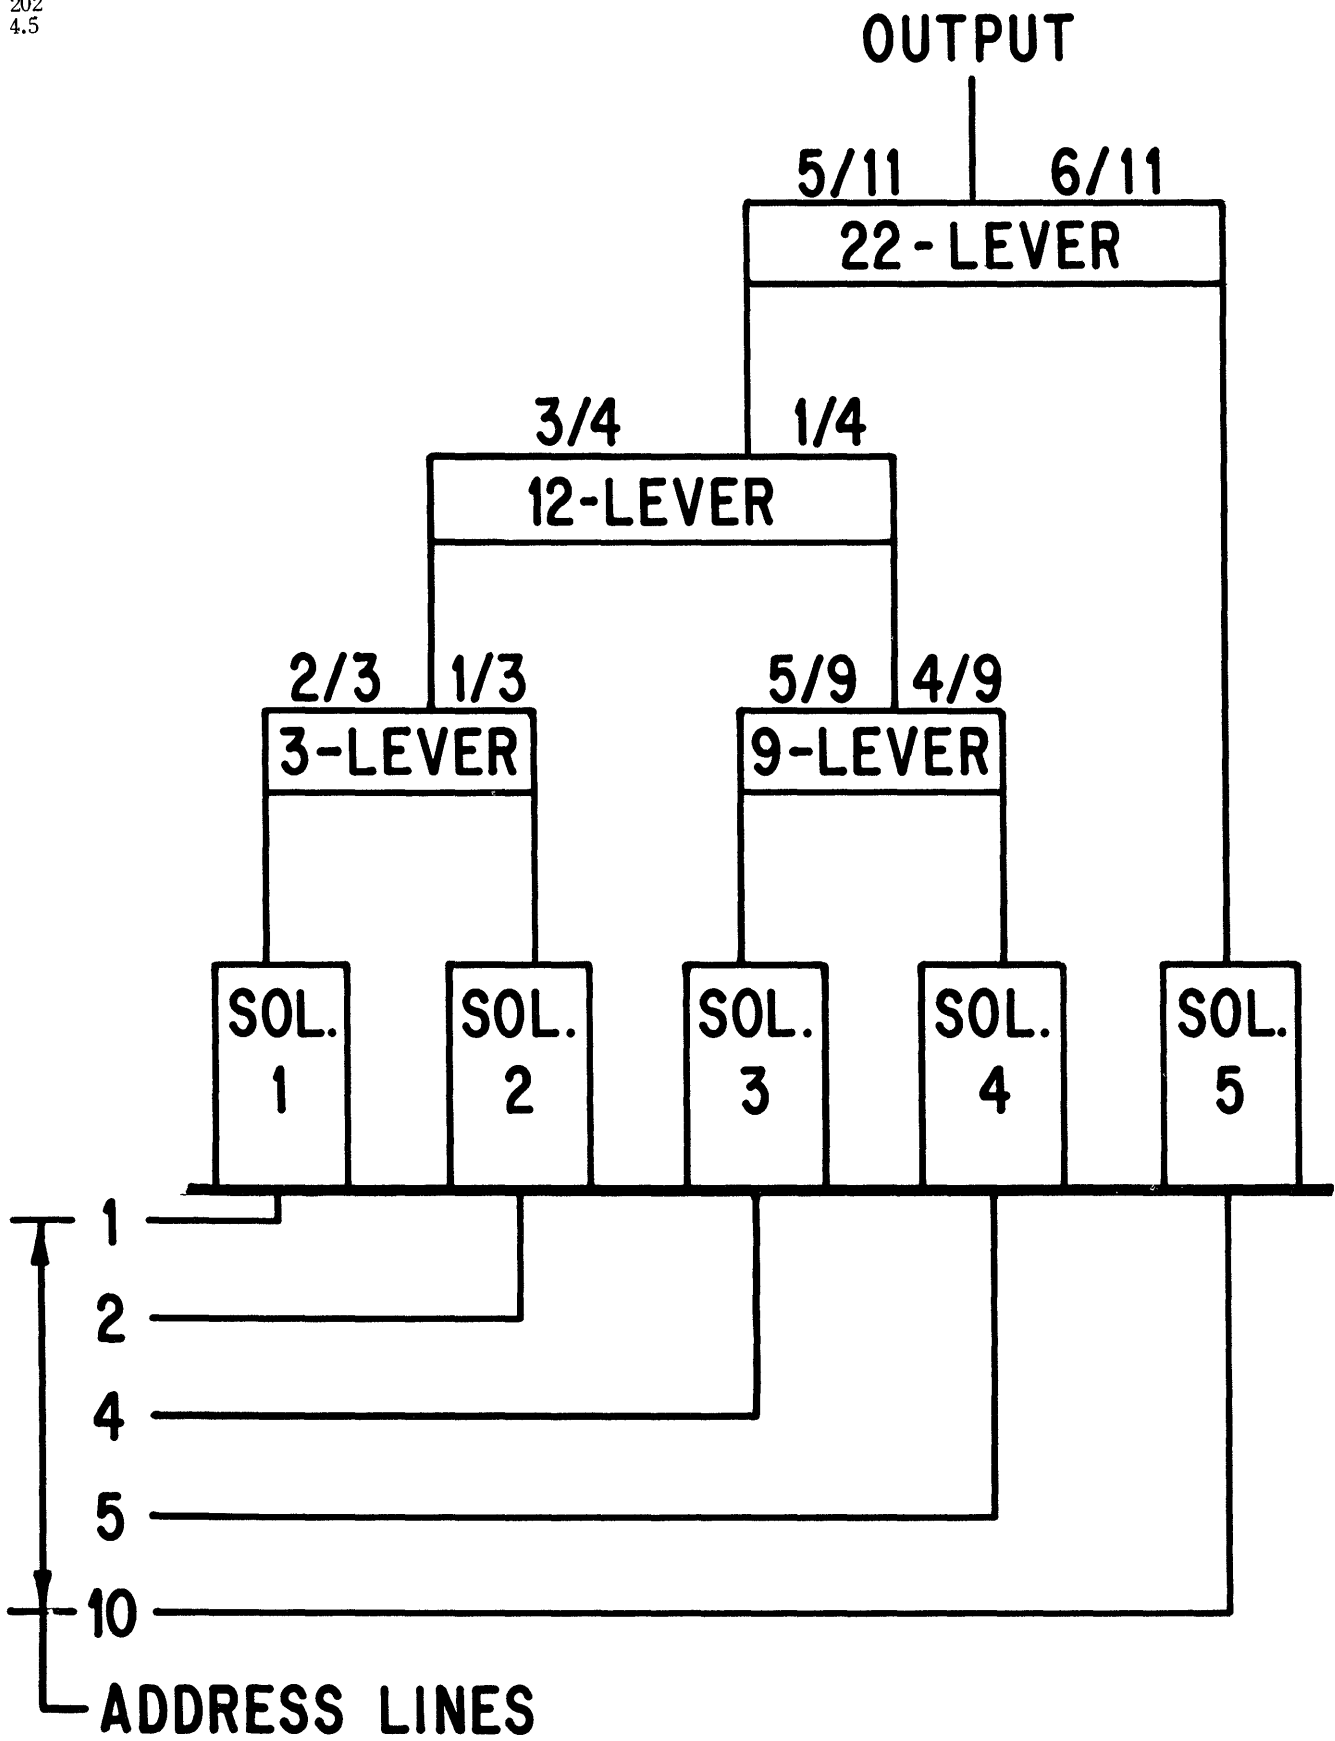 202
4.5
OUTPUT
5/11 6/11
22-LEVER
3/4 1/4
12-LEVER
2/3 1/3 5/9 4/9
3-LEVER 9-LEVER
SOL. SOL. SOL. SOL. SOL.
1 2 3 4 5
1
2
4
5
10
ADDRESS LINES